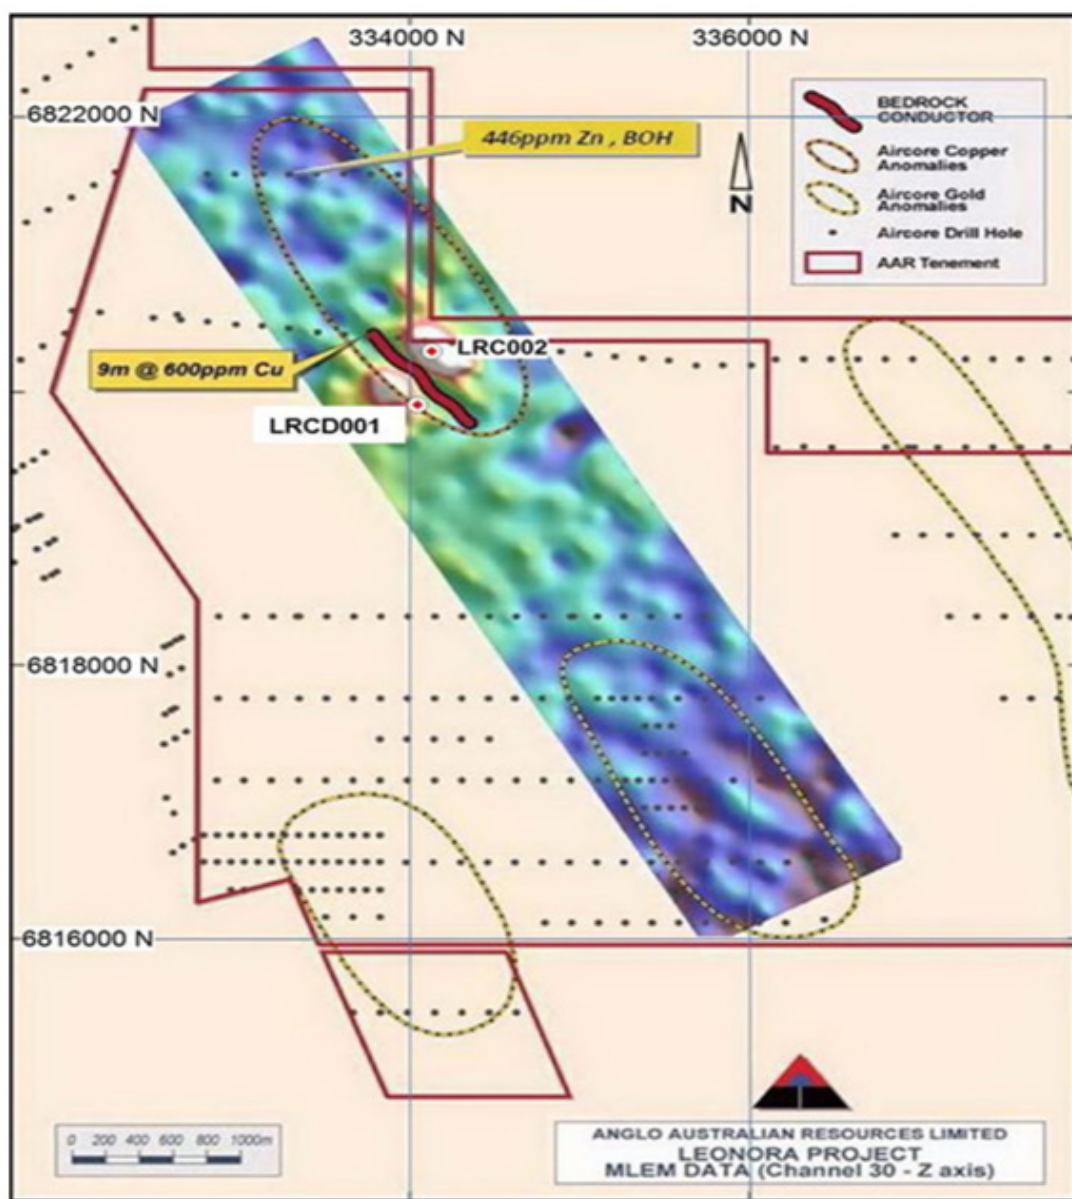 334000 N
336000 N
6822000 N
446ppm Zn , BOH
BEDROCK
CONDUCTOR
Aircore Copper
Anomalies
Aircore Gold
Anomalies
Aircore Drill Hole
AAR Tenement
N
LRC002
9m @ 600ppm Cu
LRCD001
6818000 N
6816000 N
0 200 400 600 800 1000m
ANGLO AUSTRALIAN RESOURCES LIMITED
LEONORA PROJECT
MLEM DATA (Channel 30 - Z axis)